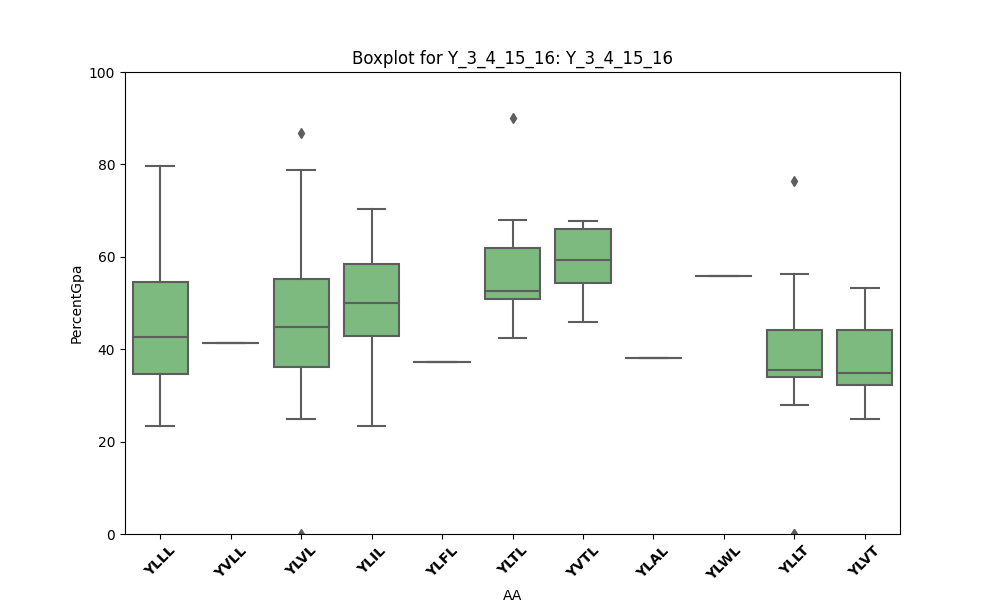 Boxplot for Y_3_4_15_16: Y_3_4_15_16
100
80
60
40
20
0
PercentGpa
YLLL YVLL YLVL YLIL YLFL YLTL YVTL YLAL YLWL YLLT YLVT
AA